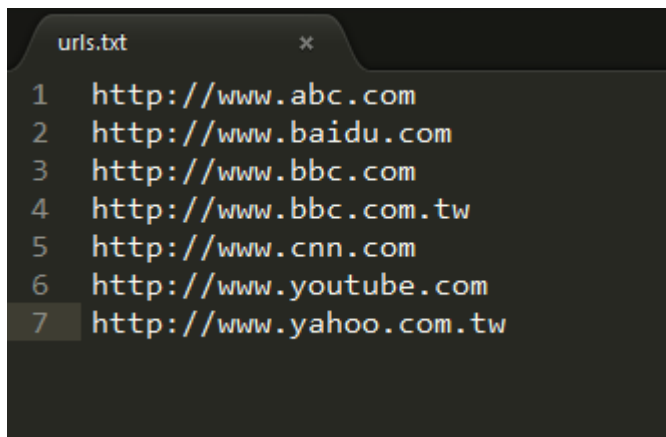 urls.txt ×
1 http://www.abc.com
2 http://www.baidu.com
3 http://www.bbc.com
4 http://www.bbc.com.tw
5 http://www.cnn.com
6 http://www.youtube.com
7 http://www.yahoo.com.tw